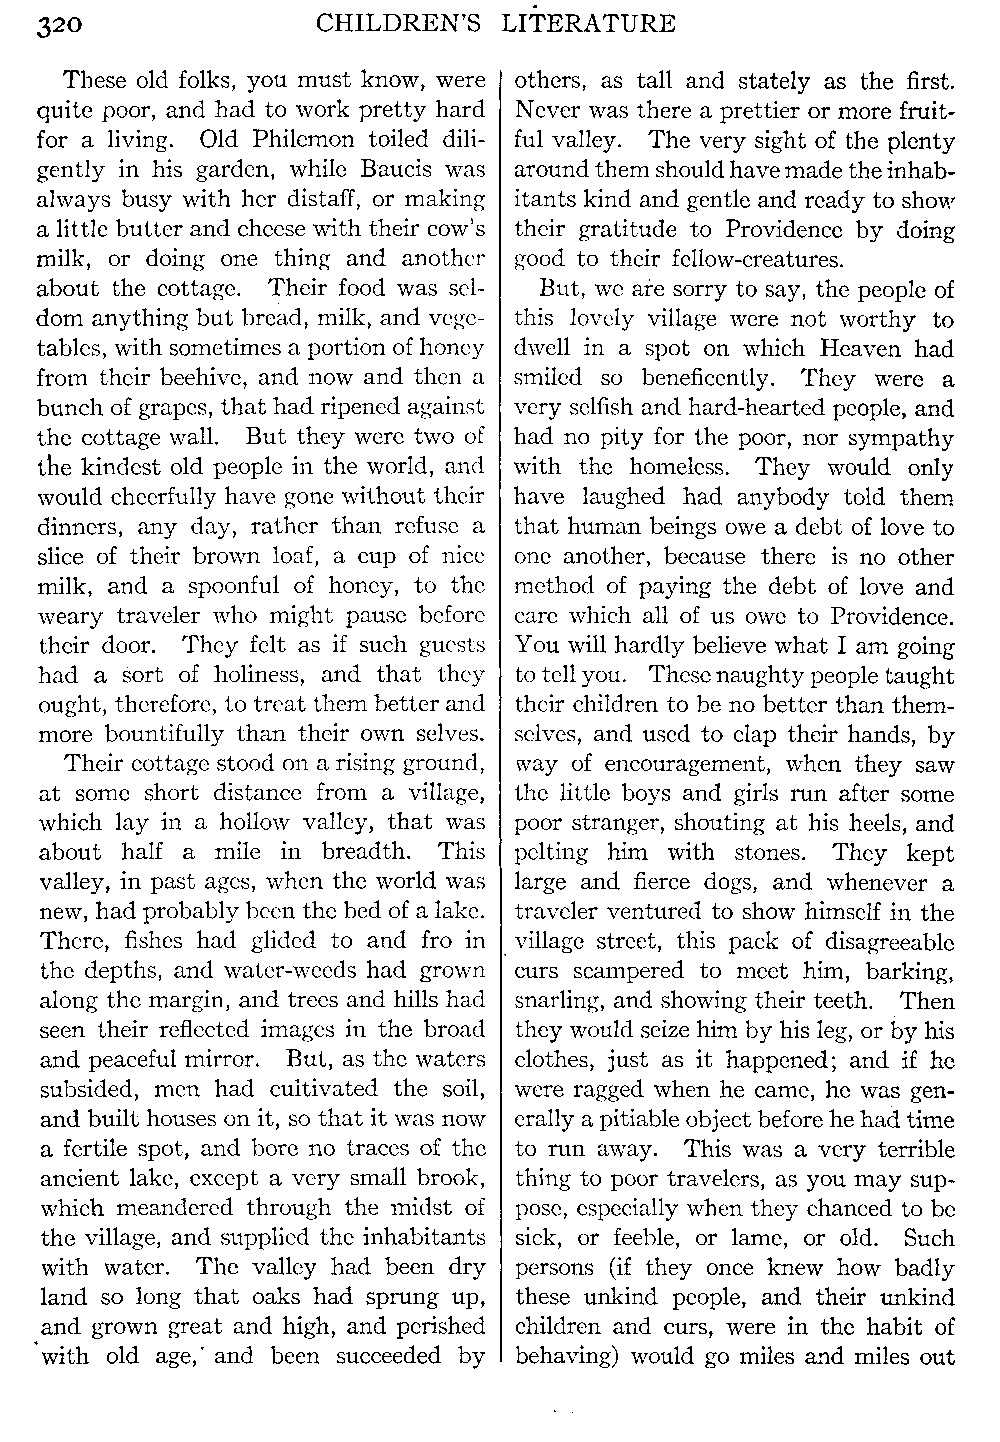 320 CHILDREN'S LITERATURE
These old folks, you must know, were
quite poor, and had to work pretty hard
for a living. Old Philemon toiled dili-
gently in his garden, while Baucis was
always busy with her distaff, or making
a little butter and cheese with their cow's
milk, or doing one thing and another
about the cottage. Their food was sel-
dom anything but bread, milk, and vege-
tables, with sometimes a portion of honey
from their beehive, and now and then a
bunch of grapes, that had ripened against
the cottage wall. But they were two of
the kindest old people in the world, and
would cheerfully have gone without their
dinners, any day, rather than refuse a
slice of their brown loaf, a cup of nice
milk, and a spoonful of honey, to the
weary traveler who might pause before
their door. They felt as if such guests
had a sort of holiness, and that they
ought, therefore, to treat them better and
more bountifully than their own selves.
Their cottage stood on a rising ground,
at some short distance from a village,
which lay in a hollow valley, that was
about half a mile in breadth. This
valley, in past ages, when the world was
new, had probably been the bed of a lake.
There, fishes had glided to and fro in
the depths, and water-weeds had grown
along the margin, and trees and hills had
seen their reflected images in the broad
and peaceful mirror. But, as the waters
subsided, men had cultivated the soil,
and built houses on it, so that it was now
a fertile spot, and bore no traces of the
ancient lake, except a very small brook,
which meandered through the midst of
the village, and supplied the inhabitants
with water. The valley had been dry
land so long that oaks had sprung up,
and grown great and high, and perished
with old age, and been succeeded by
others, as tall and stately as the first.
Never was there a prettier or more fruit-
ful valley. The very sight of the plenty
around them should have made the inhab-
itants kind and gentle and ready to show
their gratitude to Providence by doing
good to their fellow-creatures.
But, we are sorry to say, the people of
this lovely village were not worthy to
dwell in a spot on which Heaven had
smiled so beneficently. They were a
very selfish and hard-hearted people, and
had no pity for the poor, nor sympathy
with the homeless. They would only
have laughed had anybody told them
that human beings owe a debt of love to
one another, because there is no other
method of paying the debt of love and
care which all of us owe to Providence.
You will hardly believe what I am going
to tell you. These naughty people taught
their children to be no better than them-
selves, and used to clap their hands, by
way of encouragement, when they saw
the little boys and girls run after some
poor stranger, shouting at his heels, and
pelting him with stones. They kept
large and fierce dogs, and whenever a
traveler ventured to show himself in the
village street, this pack of disagreeable
curs scampered to meet him, barking,
snarling, and showing their teeth. Then
they would seize him by his leg, or by his
clothes, just as it happened; and if he
were ragged when he came, he was gen-
erally a pitiable object before he had time
to run away. This was a very terrible
thing to poor travelers, as you may sup-
pose, especially when they chanced to be
sick, or feeble, or lame, or old. Such
persons (if they once knew how badly
these unkind people, and their unkind
children and curs, were in the habit of
behaving) would go miles and miles out